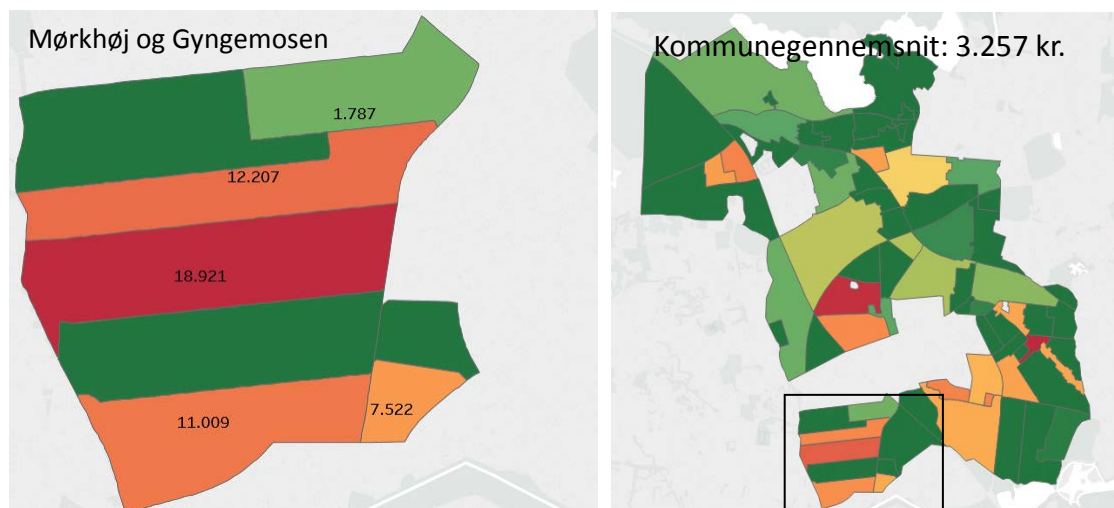 Mørkhøj og Gyngemosen
1.787
12.207
18.921
11.009
7.522
Kommunegennemsnit: 3.257 kr.